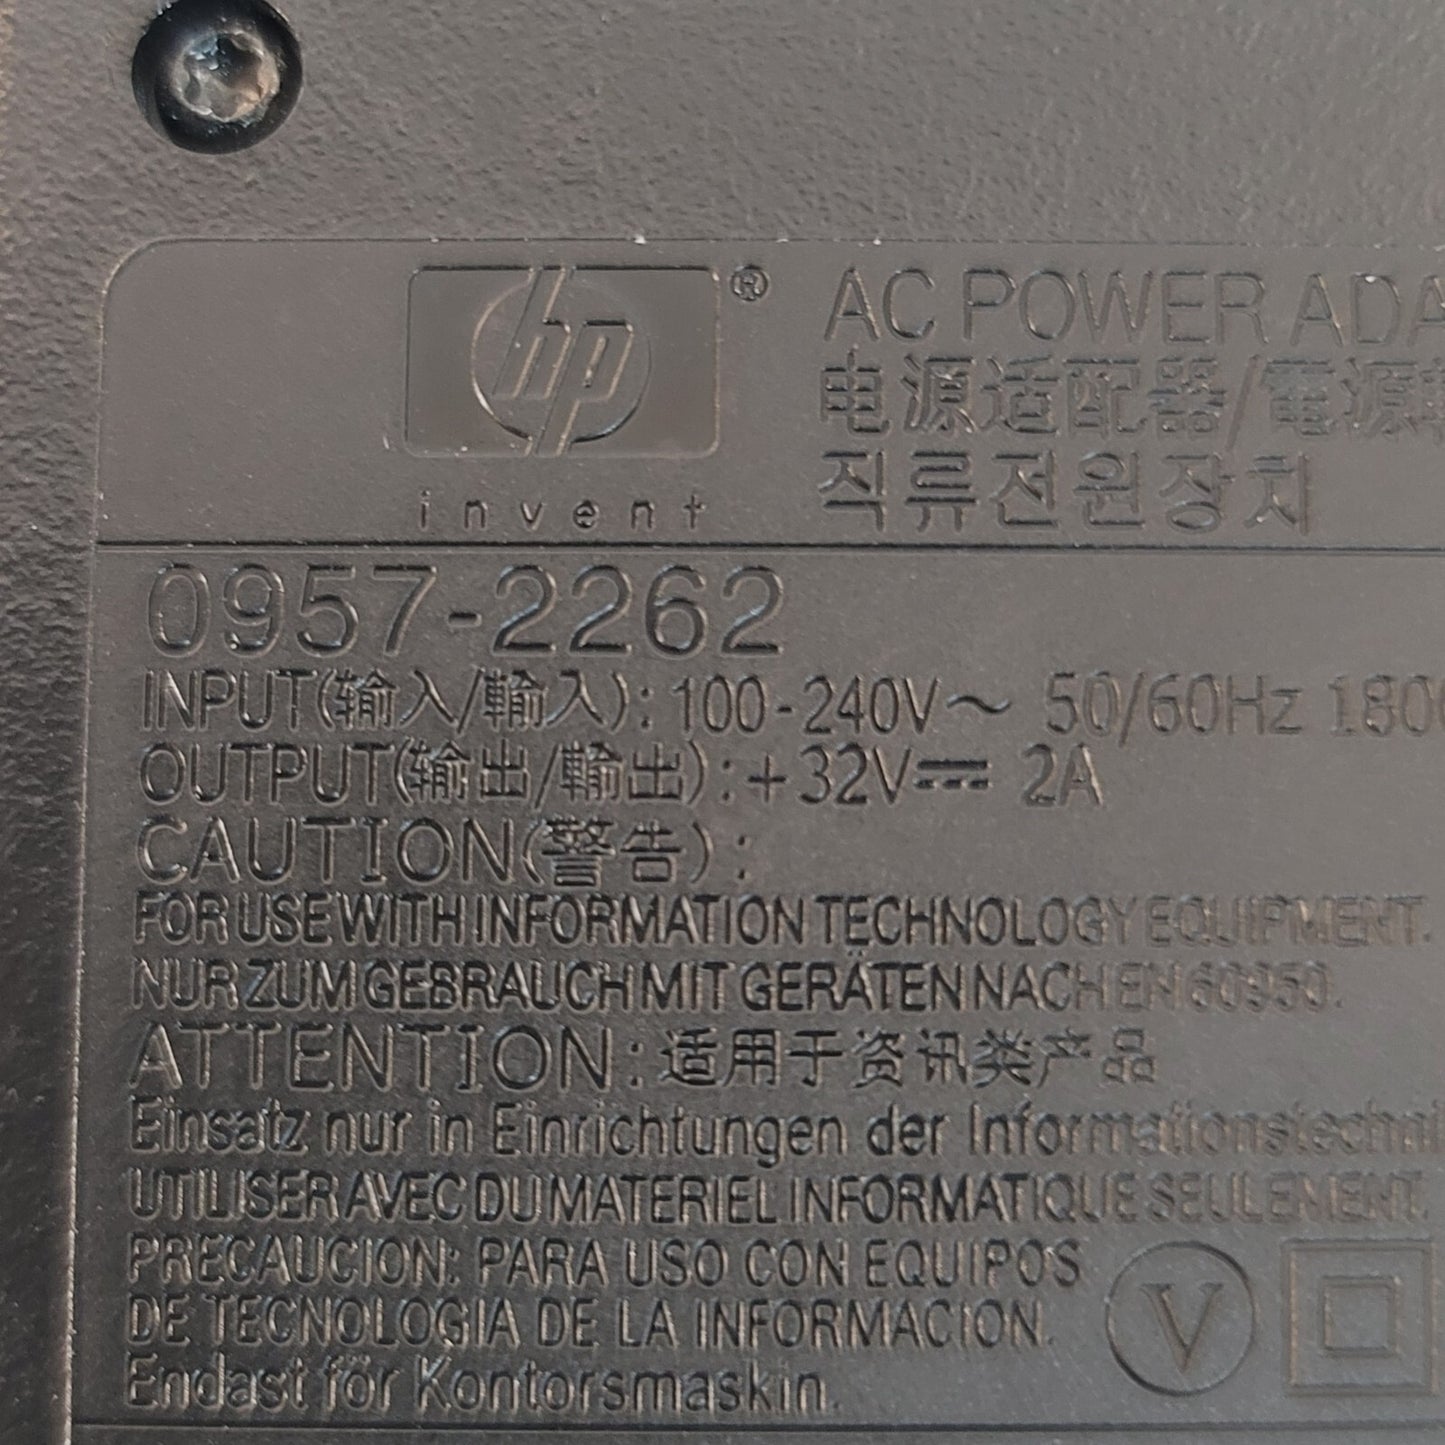 hp ® AC POWER ADA
电源适配器/電源
invent 직류전원장치
0957-2262
INPUT(输入/輸入): 100-240V~ 50/60Hz 180
OUTPUT(输出/輸出): +32V⎓ 2A
CAUTION(警告):
FOR USE WITH INFORMATION TECHNOLOGY EQUIPMENT.
NUR ZUM GEBRAUCH MIT GERÄTEN NACH EN 60950.
ATTENTION: 适用于资讯类产品
Einsatz nur in Einrichtungen der Informationstechni
UTILISER AVEC DU MATERIEL INFORMATIQUE SEULEMENT.
PRECAUCION: PARA USO CON EQUIPOS
DE TECNOLOGIA DE LA INFORMACION.
Endast för Kontorsmaskin.
V